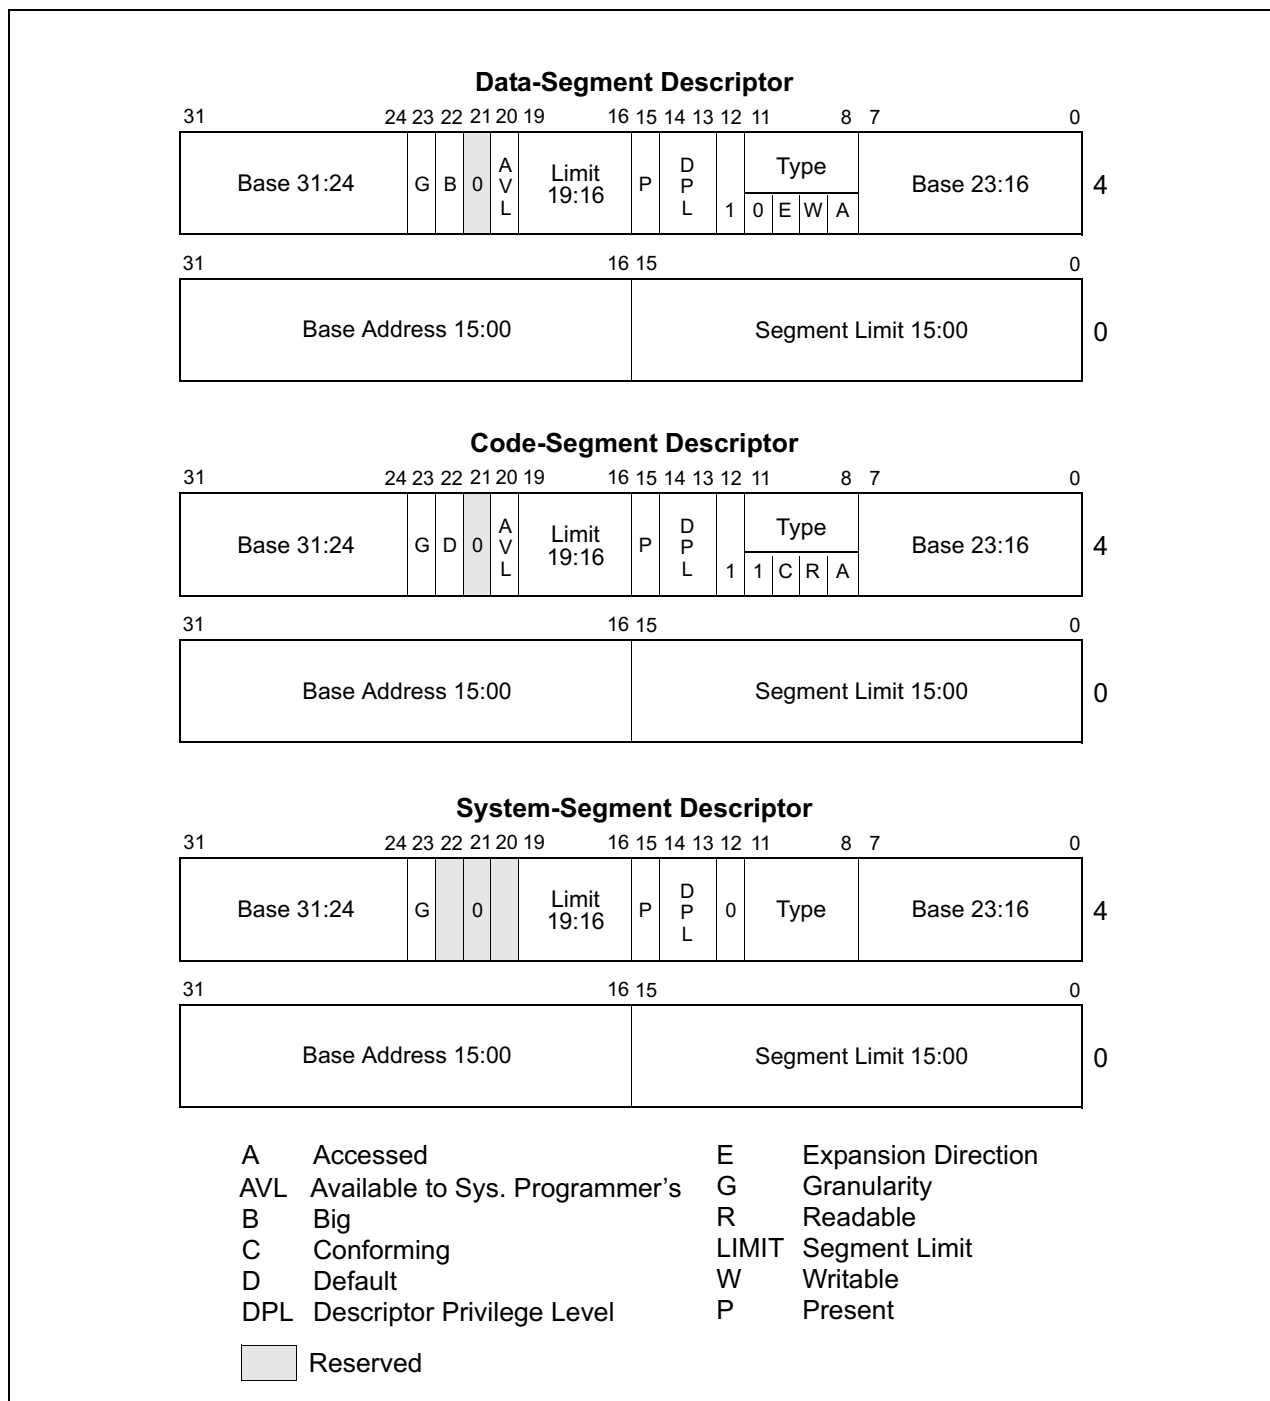 Data-Segment Descriptor
31 24 23 22 21 20 19 16 15 14 13 12 11 8 7 0
Base 31:24 G B 0 AVL Limit 19:16 P DPL 1 Type 0 E W A Base 23:16 4
31 16 15 0
Base Address 15:00 Segment Limit 15:00 0
Code-Segment Descriptor
31 24 23 22 21 20 19 16 15 14 13 12 11 8 7 0
Base 31:24 G D 0 AVL Limit 19:16 P DPL 1 Type 1 C R A Base 23:16 4
31 16 15 0
Base Address 15:00 Segment Limit 15:00 0
System-Segment Descriptor
31 24 23 22 21 20 19 16 15 14 13 12 11 8 7 0
Base 31:24 G 0 Limit 19:16 P DPL 0 Type Base 23:16 4
31 16 15 0
Base Address 15:00 Segment Limit 15:00 0
A Accessed
AVL Available to Sys. Programmer's
B Big
C Conforming
D Default
DPL Descriptor Privilege Level
Reserved
E Expansion Direction
G Granularity
R Readable
LIMIT Segment Limit
W Writable
P Present